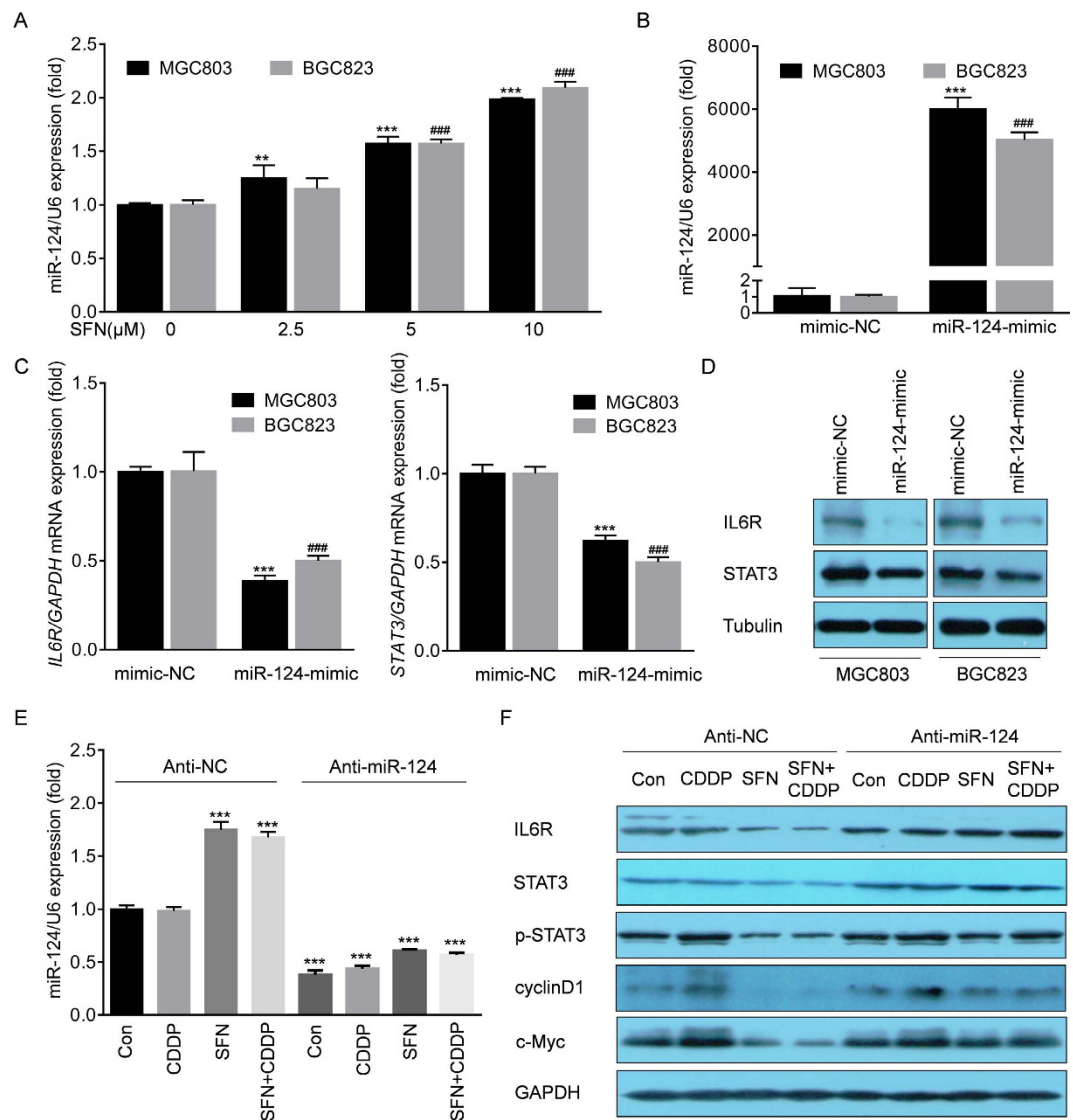 A
miR-124/U6 expression (fold)
2.5
2.0
1.5
1.0
0.5
0.0
MGC803 BGC823
** *** ### *** ###
SFN(μM) 0 2.5 5 10
B
miR-124/U6 expression (fold)
8000
6000
4000
2000
2
1
0
MGC803 BGC823
*** ###
mimic-NC miR-124-mimic
C
IL6R/GAPDH mRNA expression (fold)
1.5
1.0
0.5
0.0
MGC803
BGC823
*** ###
mimic-NC miR-124-mimic
STAT3/GAPDH mRNA expression (fold)
1.5
1.0
0.5
0.0
MGC803
BGC823
*** ###
mimic-NC miR-124-mimic
D
mimic-NC miR-124-mimic mimic-NC miR-124-mimic
IL6R
STAT3
Tubulin
MGC803 BGC823
E
miR-124/U6 expression (fold)
2.5
2.0
1.5
1.0
0.5
0.0
Anti-NC Anti-miR-124
*** *** *** *** *** ***
Con CDDP SFN SFN+CDDP Con CDDP SFN SFN+CDDP
F
Anti-NC Anti-miR-124
Con CDDP SFN SFN+ CDDP Con CDDP SFN SFN+ CDDP
IL6R
STAT3
p-STAT3
cyclinD1
c-Myc
GAPDH